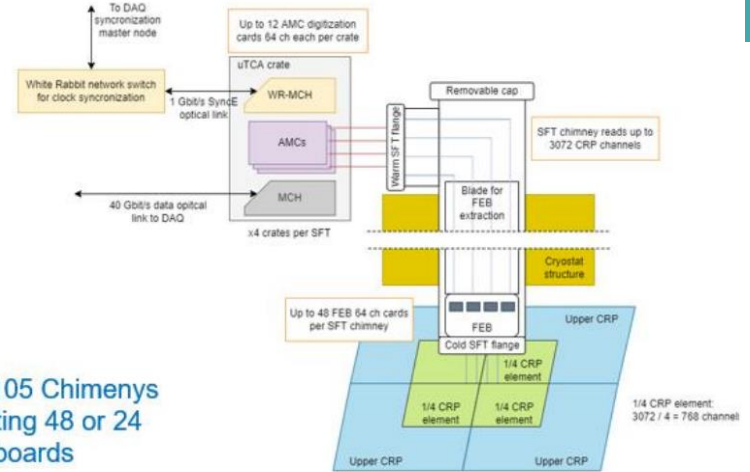 To DAQ
syncronization
master node
Up to 12 AMC digitization
cards 64 ch each per crate
uTCA crate
White Rabbit network switch
for clock syncronization
1 Gbit/s SyncE
optical link
WR-MCH
AMCs
MCH
40 Gbit/s data opitcal
link to DAQ
x4 crates per SFT
Warm SFT flange
Removable cap
SFT chimney reads up to
3072 CRP channels
Blade for
FEB
extraction
Cryostat
structure
Up to 48 FEB 64 ch cards
per SFT chimney
FEB
Cold SFT flange
Upper CRP
1/4 CRP
element
1/4 CRP
element
1/4 CRP
element
Upper CRP
Upper CRP
1/4 CRP element:
3072 / 4 = 768 channel
05 Chimenys
ting 48 or 24
boards